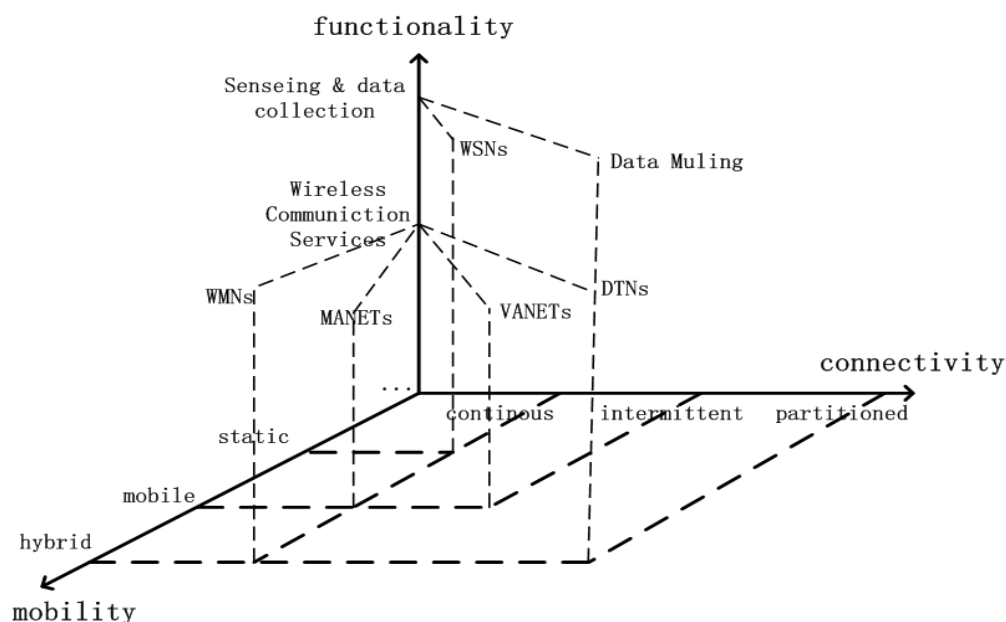 functionality
Senseing & data
collection
WSNs
Data Muling
Wireless
Communiction
Services
WMNs
MANETs
VANETs
DTNs
connectivity
...
continous
intermittent
partitioned
static
mobile
hybrid
mobility